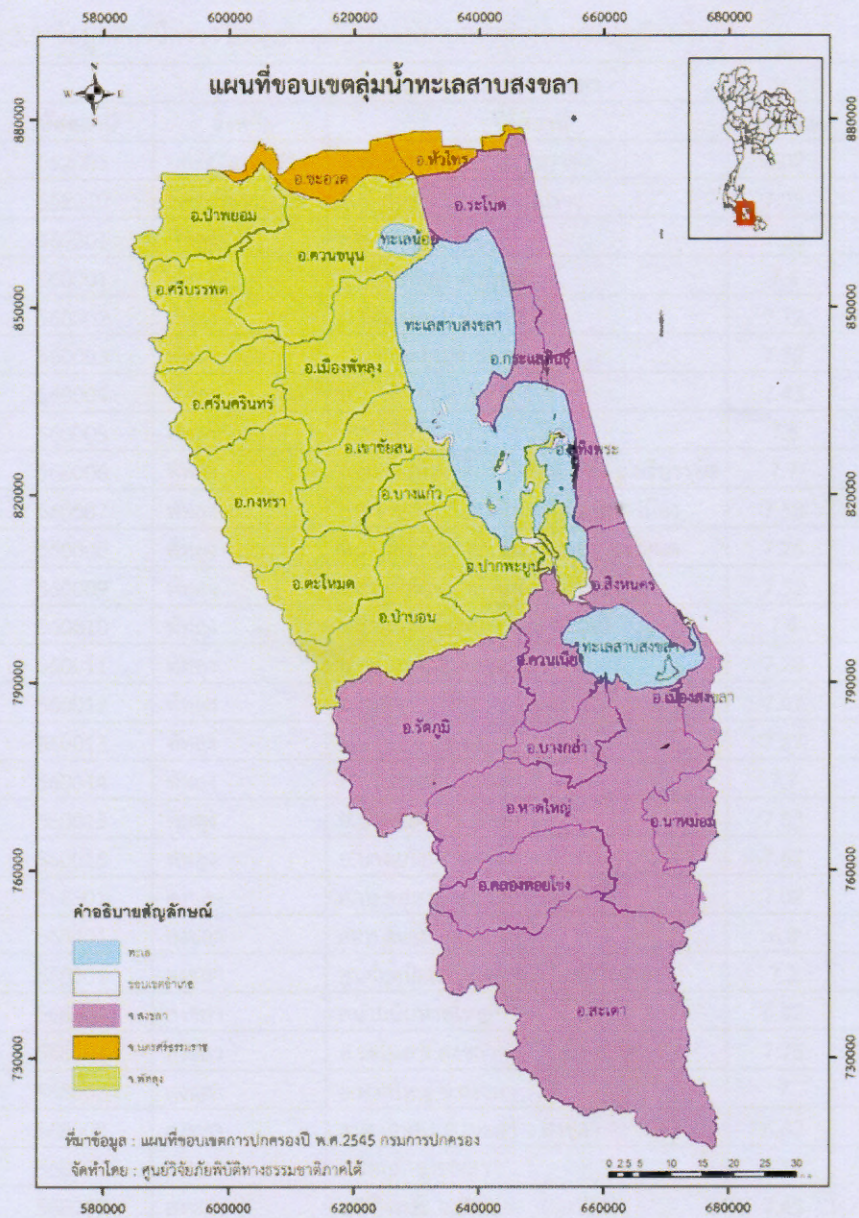 580000 600000 620000 640000 660000 680000
แผนที่ขอบเขตลุ่มน้ำทะเลสาบสงขลา
N
W E
S
880000 880000
850000 850000
820000 820000
790000 790000
760000 760000
730000 730000
อ.หัวไทร
อ.ชะอวด
อ.ระโนด
อ.ป่าพยอม
ทะเลน้อย
อ.ควนขนุน
อ.ศรีบรรพต
ทะเลสาบสงขลา
อ.กระแสสินธุ์
อ.เมืองพัทลุง
อ.ศรีนครินทร์
อ.เขาชัยสน
อ.สทิงพระ
อ.บางแก้ว
อ.กงหรา
อ.ปากพะยูน
อ.ตะโหมด
อ.สิงหนคร
อ.ป่าบอน
ทะเลสาบสงขลา
อ.ควนเนียง
อ.เมืองสงขลา
อ.รัตภูมิ
อ.บางกล่ำ
อ.หาดใหญ่
อ.นาหม่อม
อ.คลองหอยโข่ง
อ.สะเดา
คำอธิบายสัญลักษณ์
ทะเล
ขอบเขตอำเภอ
จ.สงขลา
จ.นครศรีธรรมราช
จ.พัทลุง
ที่มาข้อมูล : แผนที่ขอบเขตการปกครองปี พ.ศ.2545 กรมการปกครอง
จัดทำโดย : ศูนย์วิจัยภัยพิบัติทางธรรมชาติภาคใต้
0 2.5 5 10 15 20 25 30
580000 600000 620000 640000 660000 680000